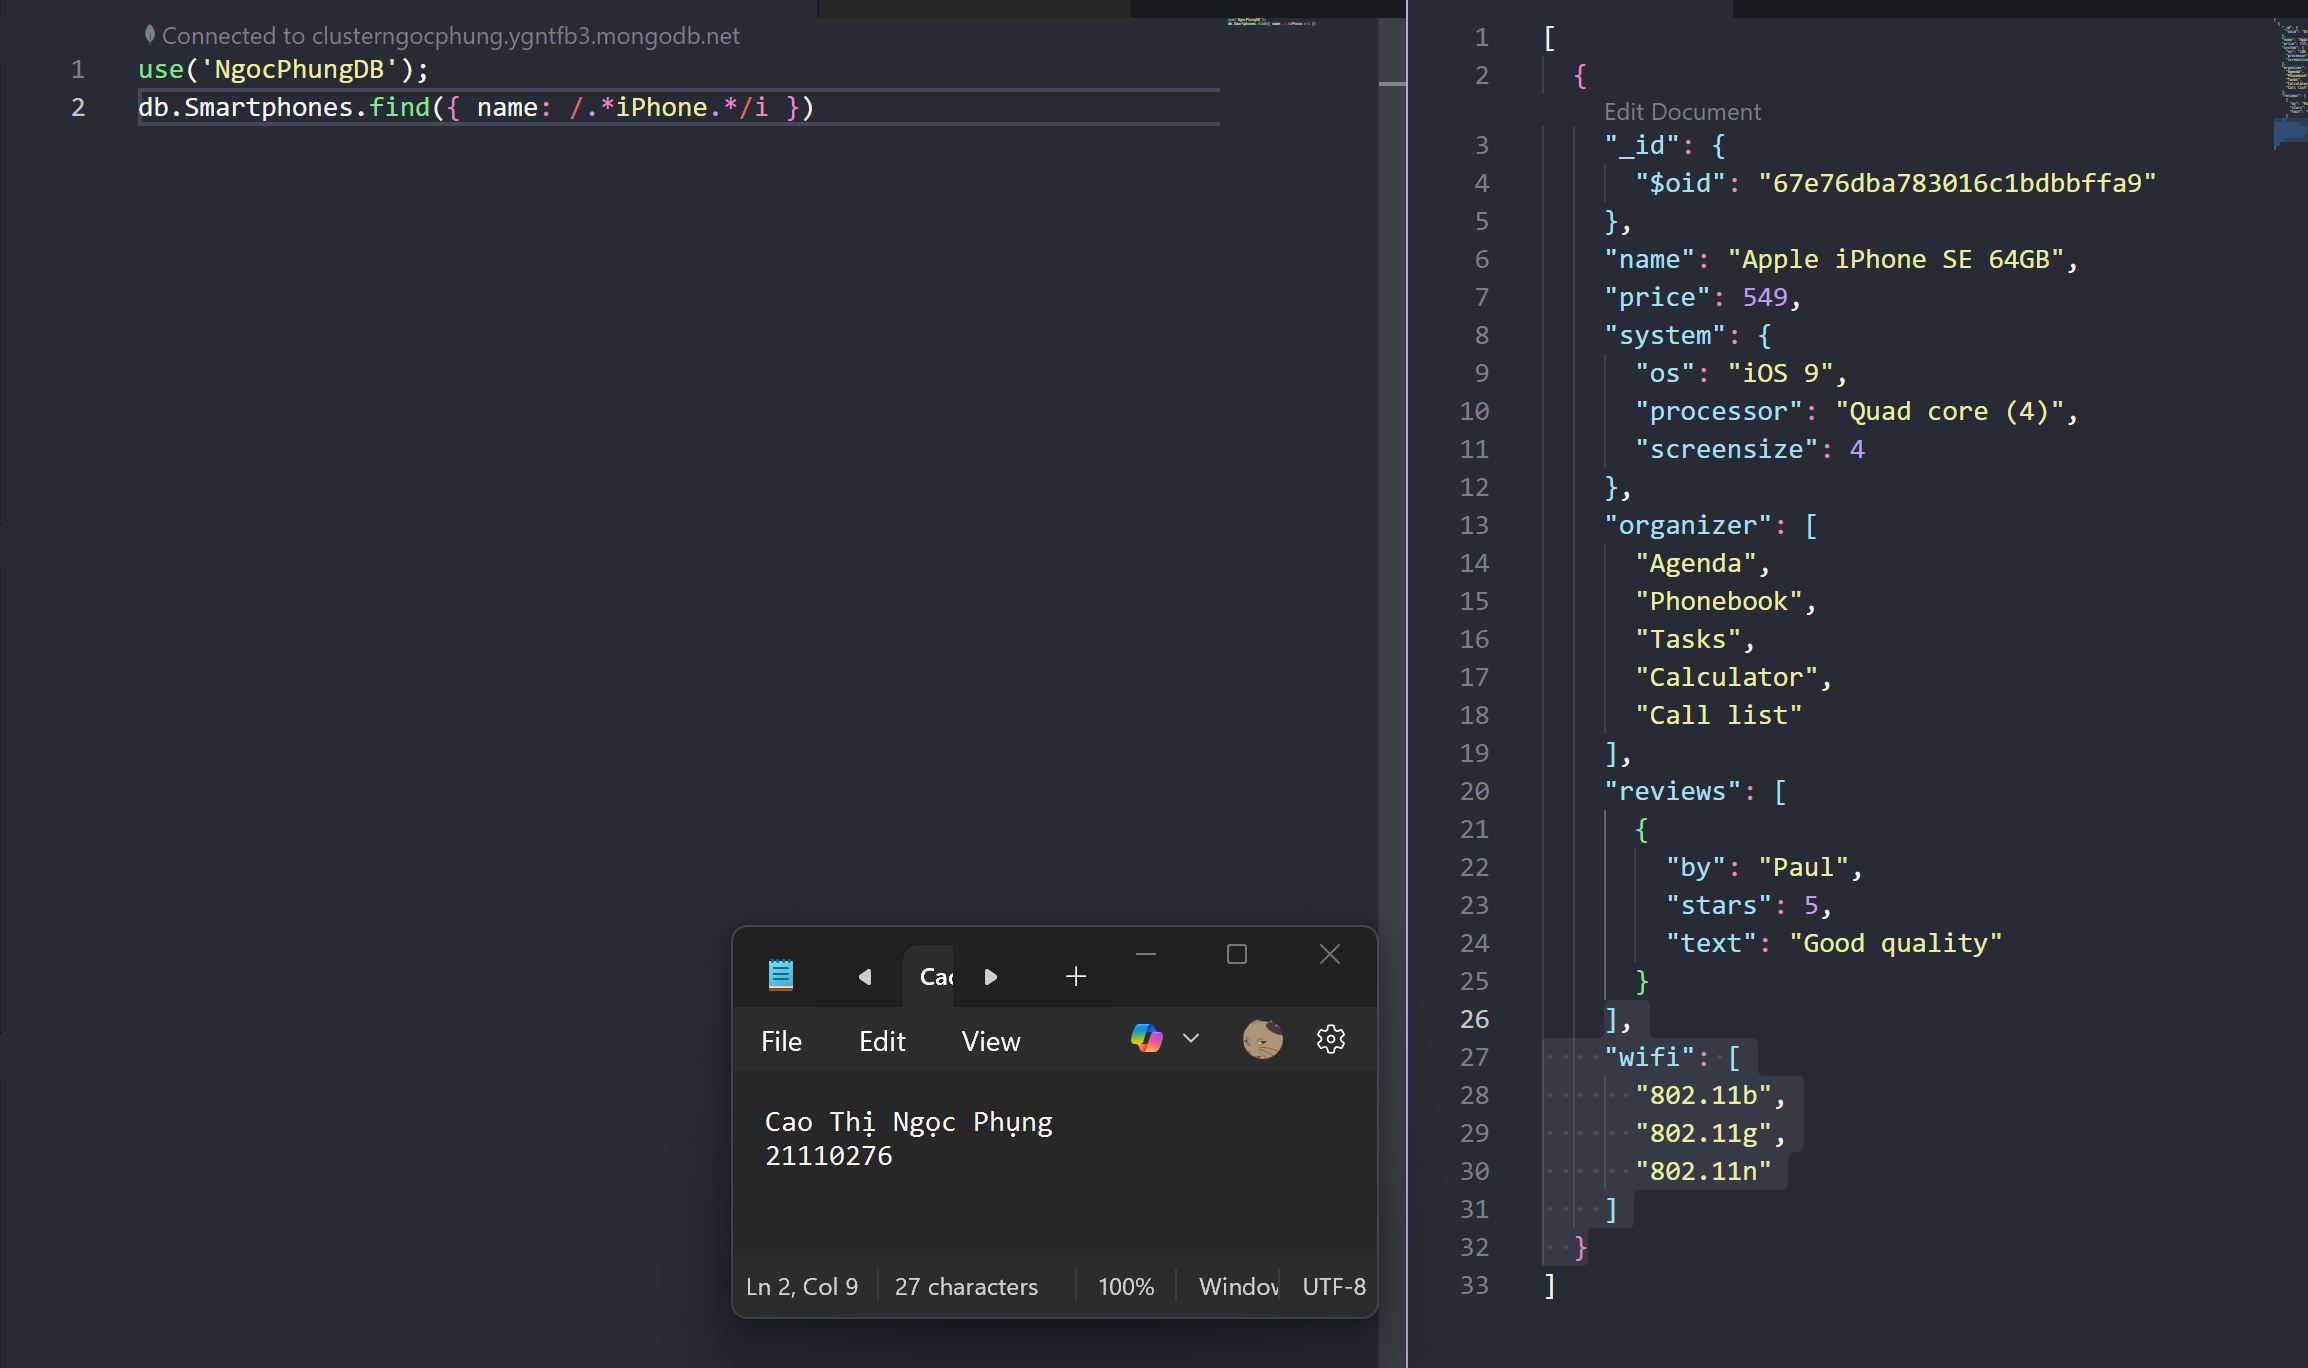 Connected to clusterngocphung.ygntfb3.mongodb.net
1 use('NgocPhungDB');
2 db.Smartphones.find({ name: /.*iPhone.*/i })
1 [
2 {
Edit Document
3 "_id": {
4 "$oid": "67e76dba783016c1bdbbffa9"
5 },
6 "name": "Apple iPhone SE 64GB",
7 "price": 549,
8 "system": {
9 "os": "iOS 9",
10 "processor": "Quad core (4)",
11 "screensize": 4
12 },
13 "organizer": [
14 "Agenda",
15 "Phonebook",
16 "Tasks",
17 "Calculator",
18 "Call list"
19 ],
20 "reviews": [
21 {
22 "by": "Paul",
23 "stars": 5,
24 "text": "Good quality"
25 }
26 ],
27 "wifi": [
28 "802.11b",
29 "802.11g",
30 "802.11n"
31 ]
32 }
33 ]
Cao
File Edit View
Cao Thị Ngọc Phụng
21110276
Ln 2, Col 9 27 characters 100% Window UTF-8